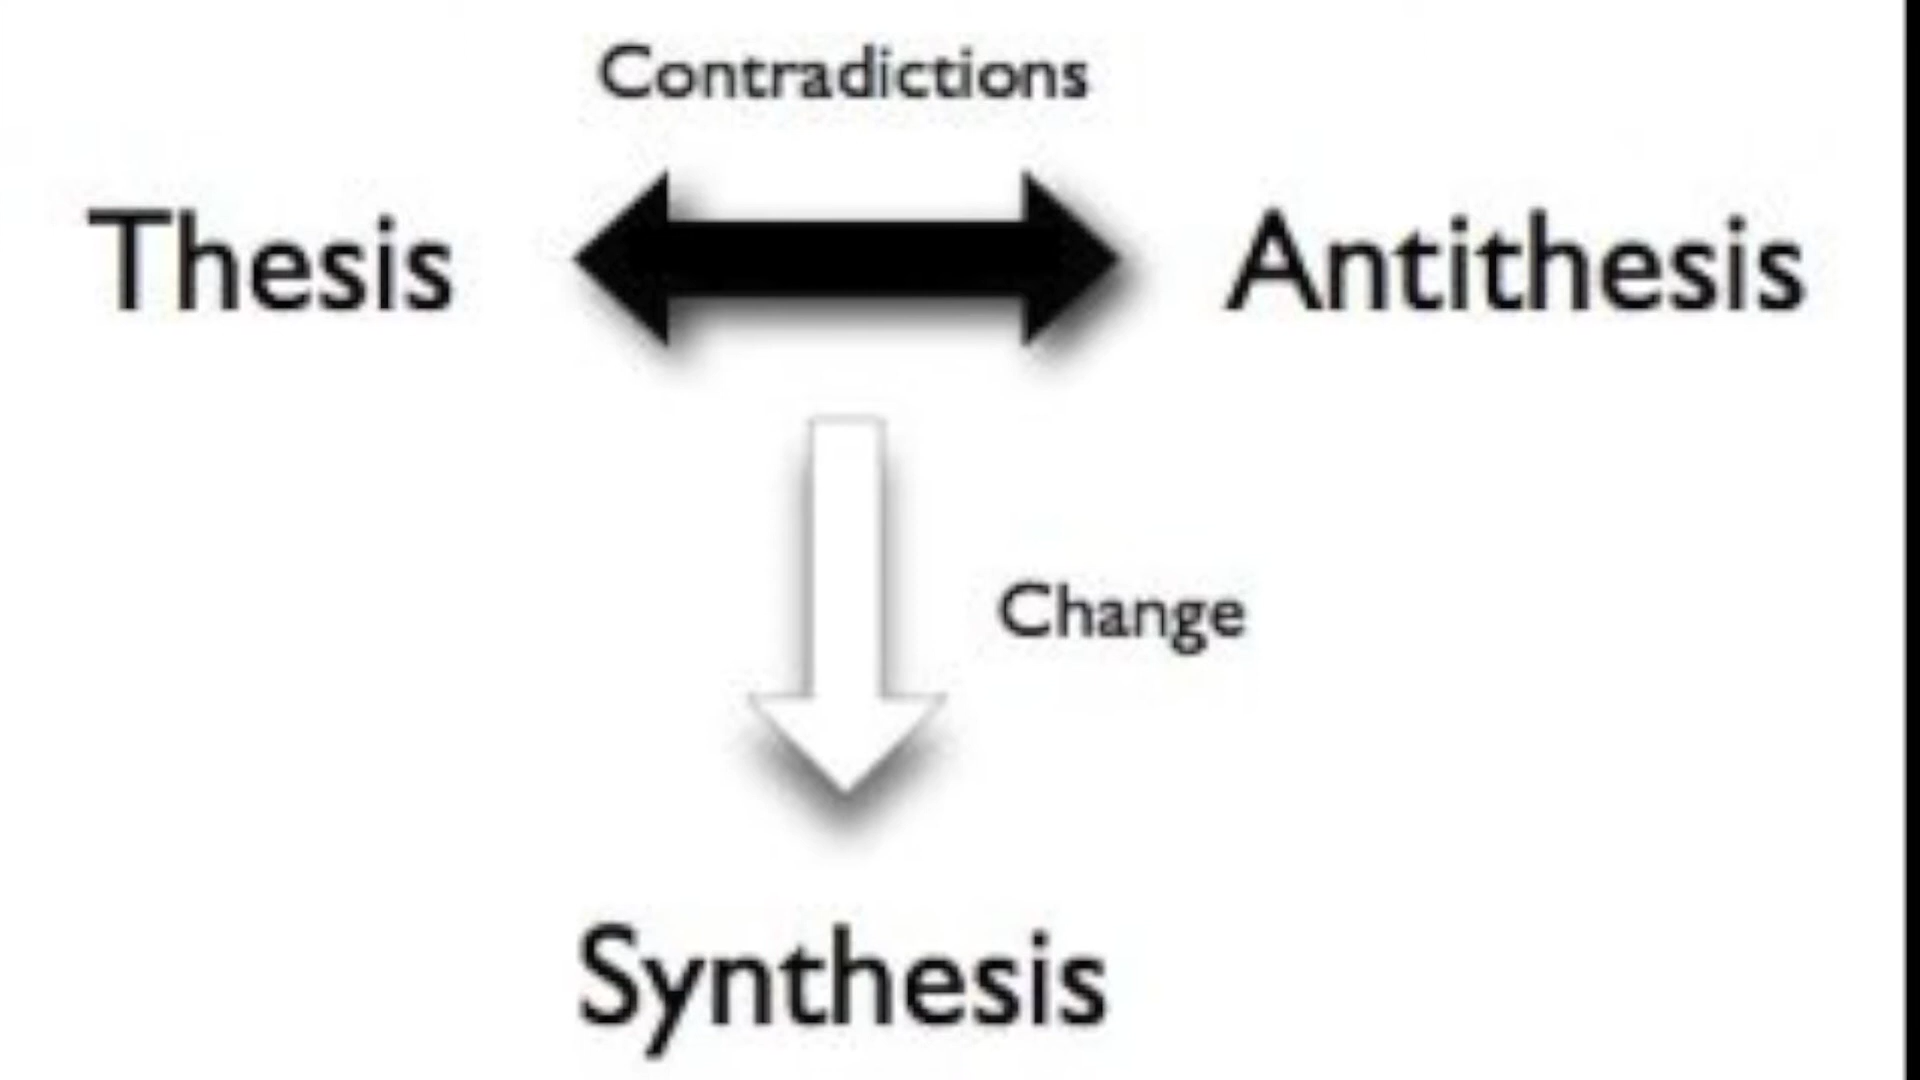 Contradictions
Thesis
Antithesis
Change
Synthesis